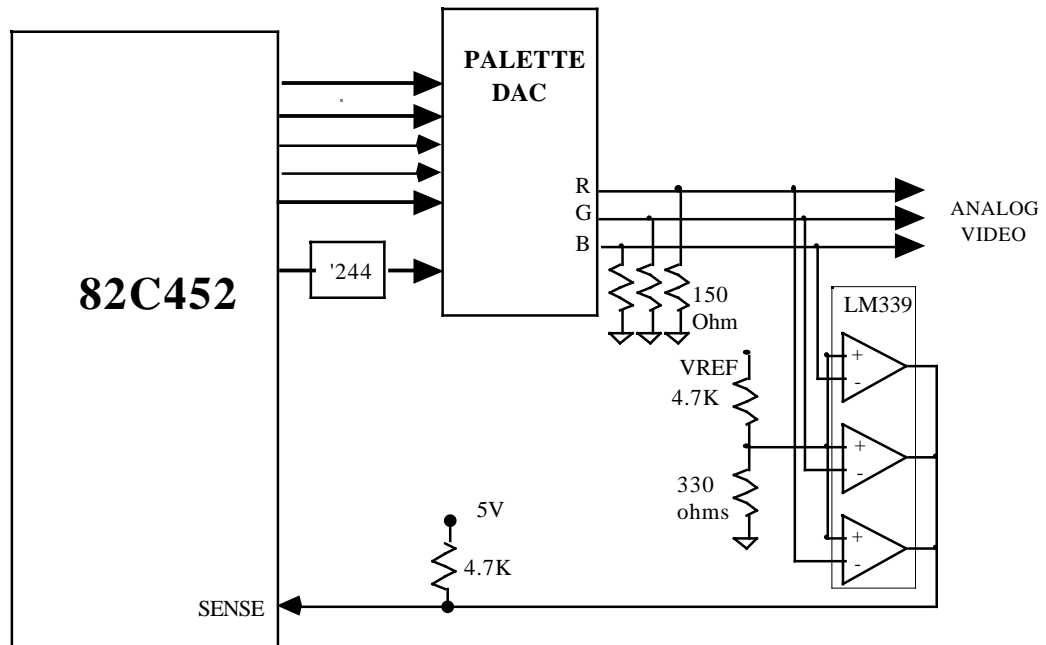 PALETTE
DAC
R
G
B
ANALOG
VIDEO
'244
82C452
150
Ohm
LM339
VREF
4.7K
+
-
+
-
330
ohms
+
-
5V
4.7K
SENSE